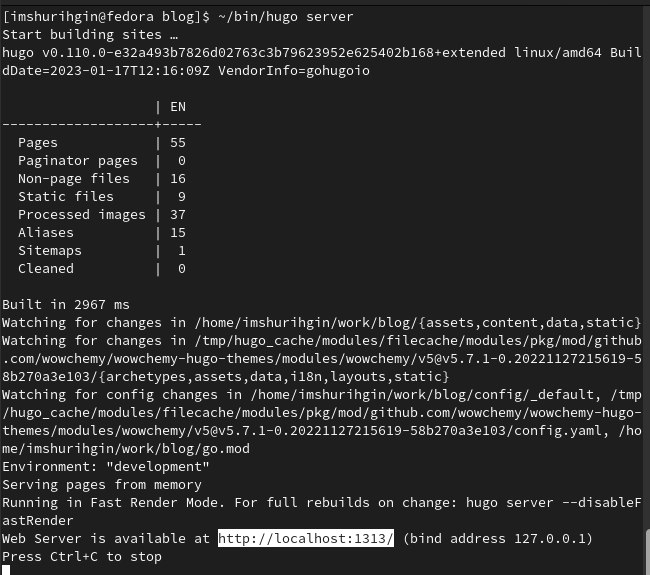 [imshurihgin@fedora blog]$ ~/bin/hugo server
Start building sites …
hugo v0.110.0-e32a493b7826d02763c3b79623952e625402b168+extended linux/amd64 Buil
dDate=2023-01-17T12:16:09Z VendorInfo=gohugoio
                   | EN
-------------------+-----
  Pages            | 55
  Paginator pages  |  0
  Non-page files   | 16
  Static files     |  9
  Processed images | 37
  Aliases          | 15
  Sitemaps         |  1
  Cleaned          |  0
Built in 2967 ms
Watching for changes in /home/imshurihgin/work/blog/{assets,content,data,static}
Watching for changes in /tmp/hugo_cache/modules/filecache/modules/pkg/mod/github
.com/wowchemy/wowchemy-hugo-themes/modules/wowchemy/v5@v5.7.1-0.20221127215619-5
8b270a3e103/{archetypes,assets,data,i18n,layouts,static}
Watching for config changes in /home/imshurihgin/work/blog/config/_default, /tmp
/hugo_cache/modules/filecache/modules/pkg/mod/github.com/wowchemy/wowchemy-hugo-
themes/modules/wowchemy/v5@v5.7.1-0.20221127215619-58b270a3e103/config.yaml, /ho
me/imshurihgin/work/blog/go.mod
Environment: "development"
Serving pages from memory
Running in Fast Render Mode. For full rebuilds on change: hugo server --disableF
astRender
Web Server is available at http://localhost:1313/ (bind address 127.0.0.1)
Press Ctrl+C to stop